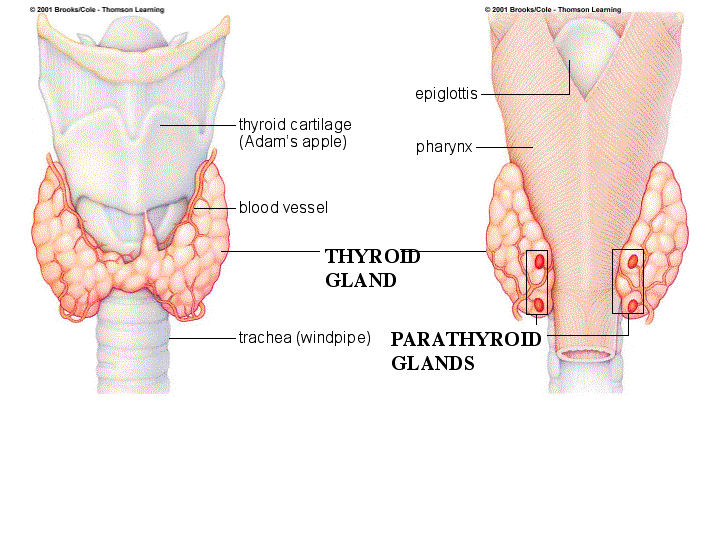 © 2001 Brooks/Cole - Thomson Learning
© 2001 Brooks/Cole - Thomson Learning
epiglottis
thyroid cartilage
(Adam's apple)
pharynx
blood vessel
THYROID
GLAND
trachea (windpipe)
PARATHYROID
GLANDS